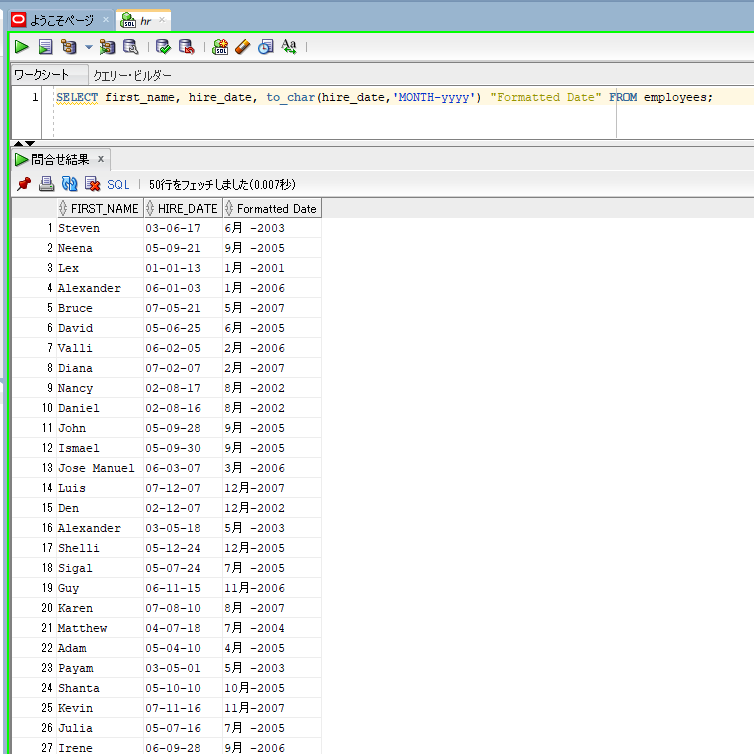 ようこそページ × hr ×
ワークシート クエリー・ビルダー
1 SELECT first_name, hire_date, to_char(hire_date,'MONTH-yyyy') "Formatted Date" FROM employees;
問合せ結果 ×
SQL | 50行をフェッチしました(0.007秒)
FIRST_NAME HIRE_DATE Formatted Date
1 Steven 03-06-17 6月 -2003
2 Neena 05-09-21 9月 -2005
3 Lex 01-01-13 1月 -2001
4 Alexander 06-01-03 1月 -2006
5 Bruce 07-05-21 5月 -2007
6 David 05-06-25 6月 -2005
7 Valli 06-02-05 2月 -2006
8 Diana 07-02-07 2月 -2007
9 Nancy 02-08-17 8月 -2002
10 Daniel 02-08-16 8月 -2002
11 John 05-09-28 9月 -2005
12 Ismael 05-09-30 9月 -2005
13 Jose Manuel 06-03-07 3月 -2006
14 Luis 07-12-07 12月-2007
15 Den 02-12-07 12月-2002
16 Alexander 03-05-18 5月 -2003
17 Shelli 05-12-24 12月-2005
18 Sigal 05-07-24 7月 -2005
19 Guy 06-11-15 11月-2006
20 Karen 07-08-10 8月 -2007
21 Matthew 04-07-18 7月 -2004
22 Adam 05-04-10 4月 -2005
23 Payam 03-05-01 5月 -2003
24 Shanta 05-10-10 10月-2005
25 Kevin 07-11-16 11月-2007
26 Julia 05-07-16 7月 -2005
27 Irene 06-09-28 9月 -2006